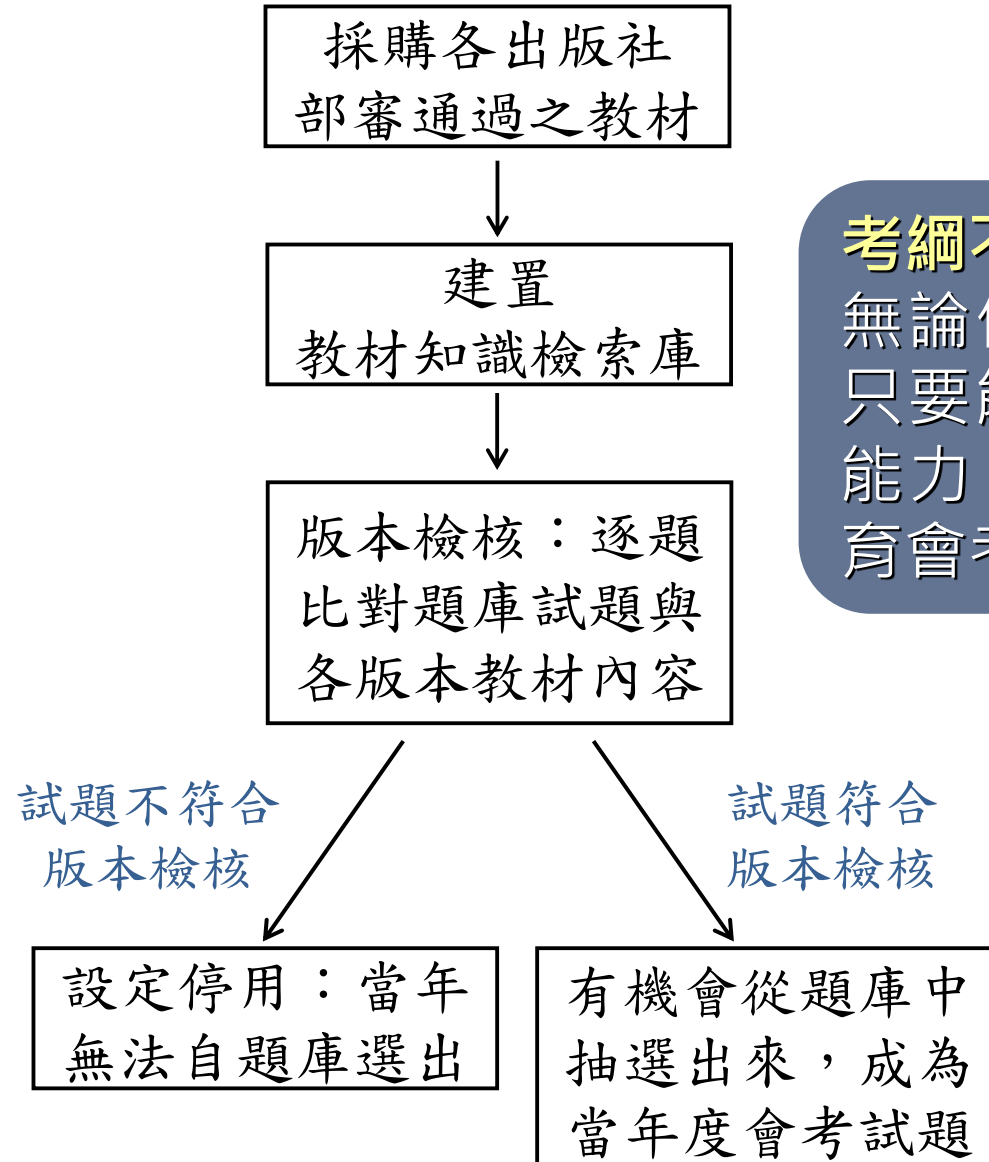 採購各出版社
部審通過之教材
建置
教材知識檢索庫
版本檢核：逐題
比對題庫試題與
各版本教材內容
考綱
無論
只要
能力
育會
試題不符合
版本檢核
試題符合
版本檢核
設定停用：當年
無法自題庫選出
有機會從題庫中
抽選出來，成為
當年度會考試題